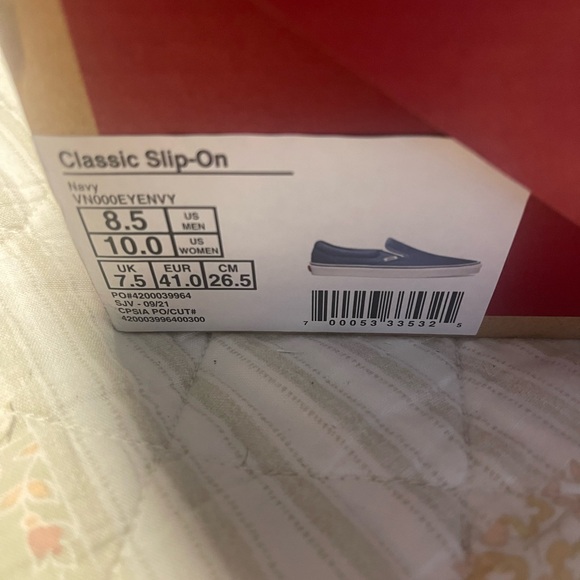 Classic Slip-On
Navy
VN000EYENVY
8.5 US MEN
10.0 US WOMEN
UK 7.5 EUR 41.0 CM 26.5
PO#4200039964
SJV - 09/21
CPSIA PO/CUT#
420003996400300
7 00053 33532 5